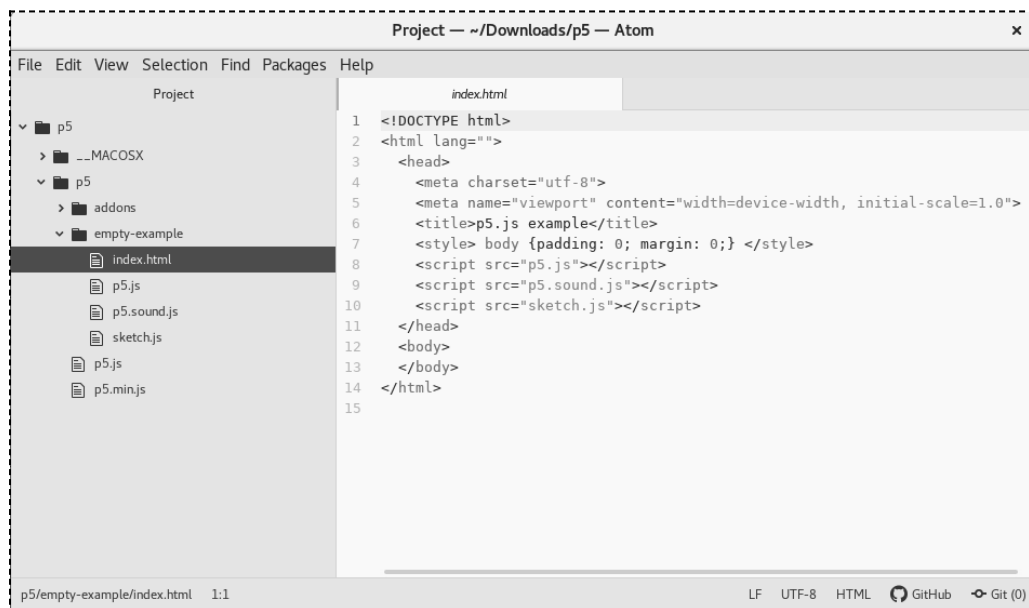 Project — ~/Downloads/p5 — Atom
File Edit View Selection Find Packages Help
Project
p5
__MACOSX
p5
addons
empty-example
index.html
p5.js
p5.sound.js
sketch.js
p5.js
p5.min.js
index.html
1 <!DOCTYPE html>
2 <html lang="">
3 <head>
4 <meta charset="utf-8">
5 <meta name="viewport" content="width=device-width, initial-scale=1.0">
6 <title>p5.js example</title>
7 <style> body {padding: 0; margin: 0;} </style>
8 <script src="p5.js"></script>
9 <script src="p5.sound.js"></script>
10 <script src="sketch.js"></script>
11 </head>
12 <body>
13 </body>
14 </html>
15
p5/empty-example/index.html 1:1 LF UTF-8 HTML GitHub Git (0)